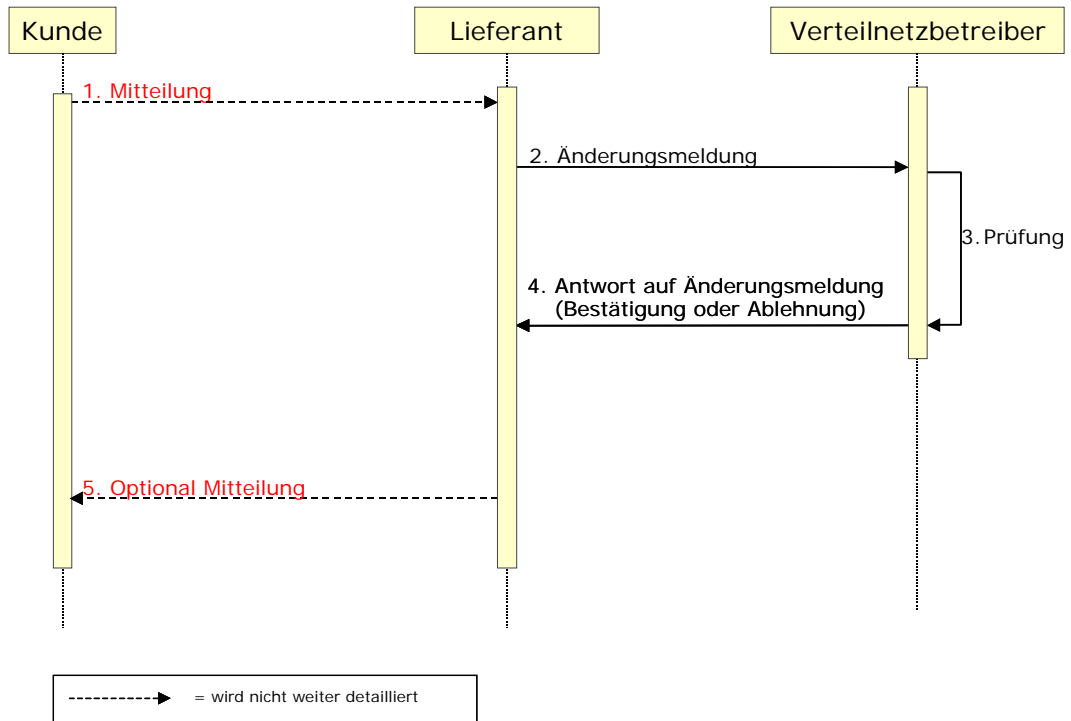 Kunde
Lieferant
Verteilnetzbetreiber
1. Mitteilung
2. Änderungsmeldung
3. Prüfung
4. Antwort auf Änderungsmeldung
(Bestätigung oder Ablehnung)
5. Optional Mitteilung
= wird nicht weiter detailliert